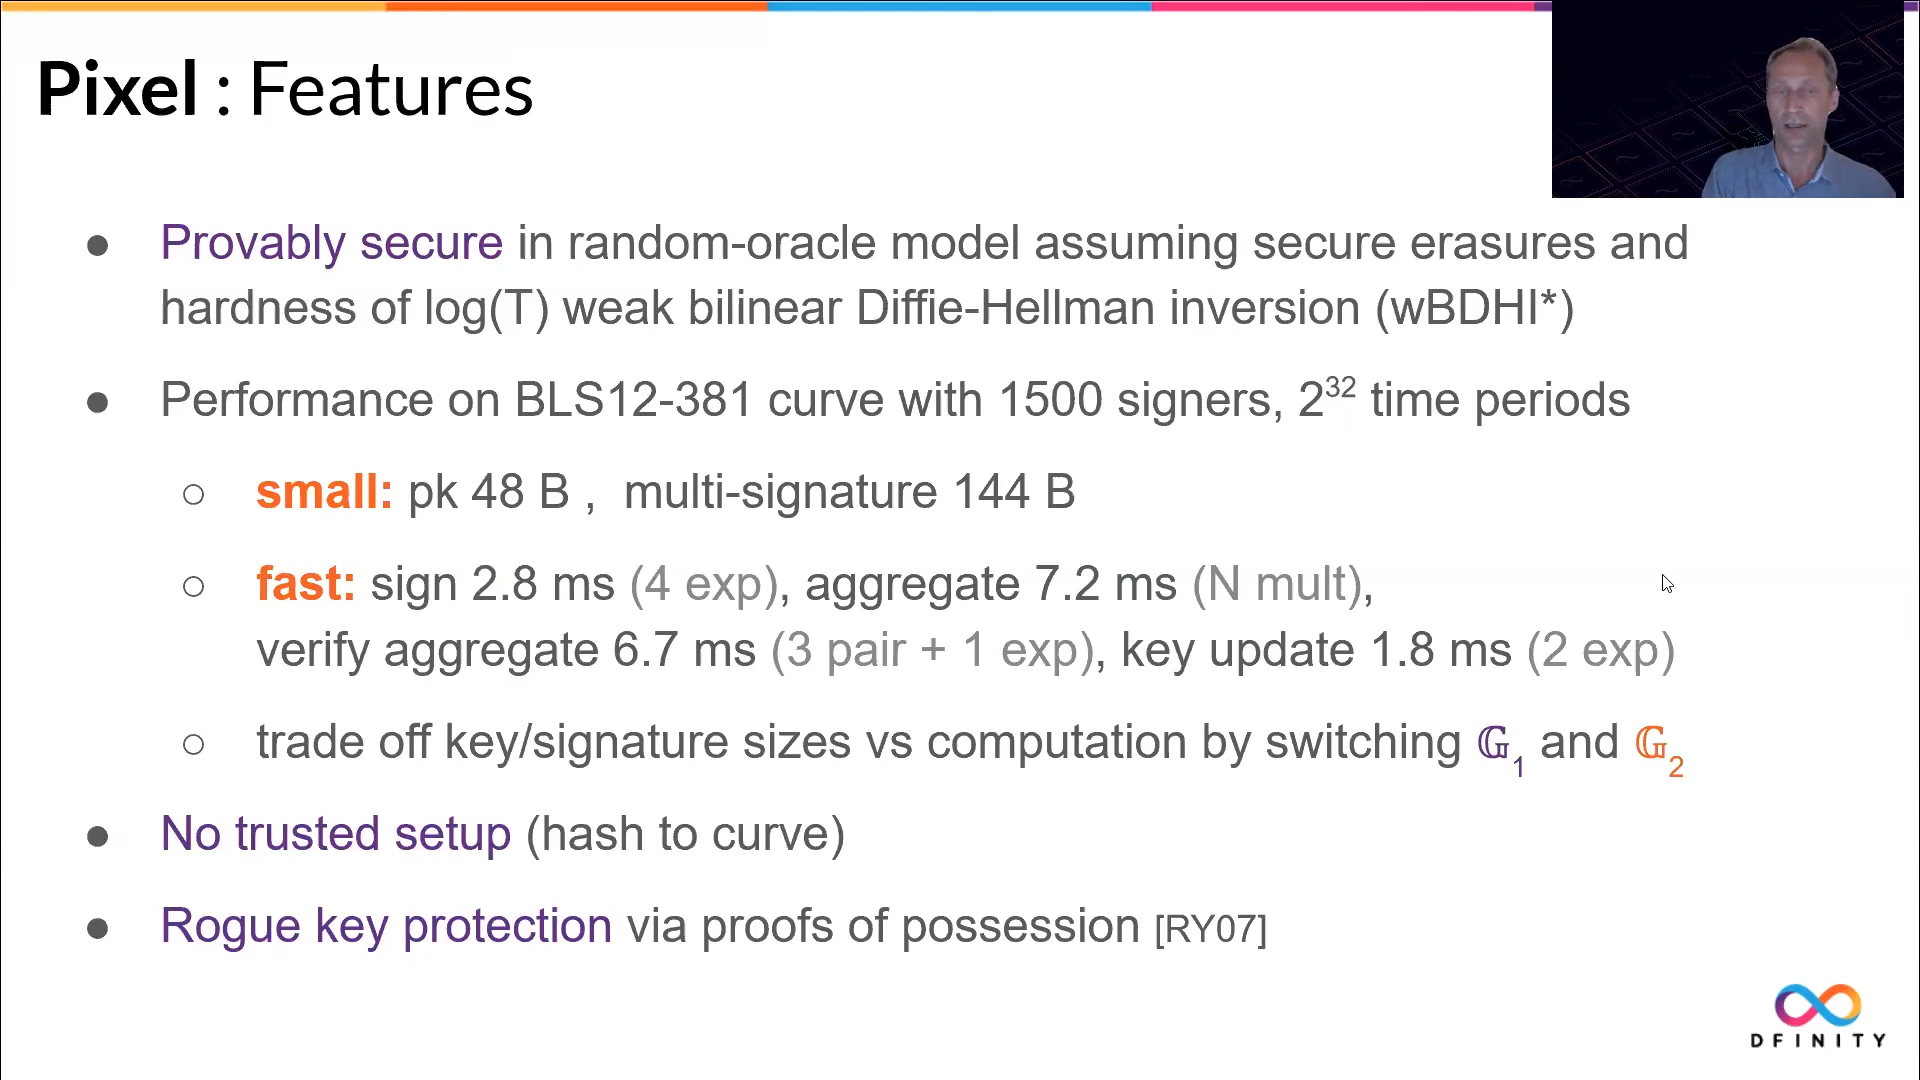 Pixel : Features
● Provably secure in random-oracle model assuming secure erasures and
hardness of log(T) weak bilinear Diffie-Hellman inversion (wBDHI*)
● Performance on BLS12-381 curve with 1500 signers, 2³² time periods
○ small: pk 48 B , multi-signature 144 B
○ fast: sign 2.8 ms (4 exp), aggregate 7.2 ms (N mult),
verify aggregate 6.7 ms (3 pair + 1 exp), key update 1.8 ms (2 exp)
○ trade off key/signature sizes vs computation by switching 𝔾₁ and 𝔾₂
● No trusted setup (hash to curve)
● Rogue key protection via proofs of possession [RY07]
DFINITY